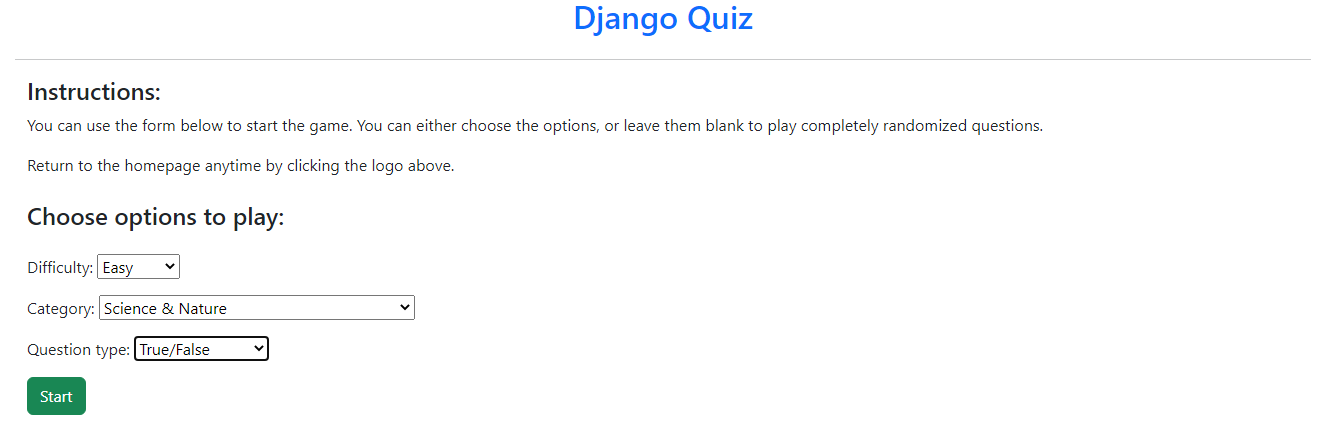 Django Quiz
Instructions:
You can use the form below to start the game. You can either choose the options, or leave them blank to play completely randomized questions.
Return to the homepage anytime by clicking the logo above.
Choose options to play:
Difficulty: Easy
Category: Science & Nature
Question type: True/False
Start